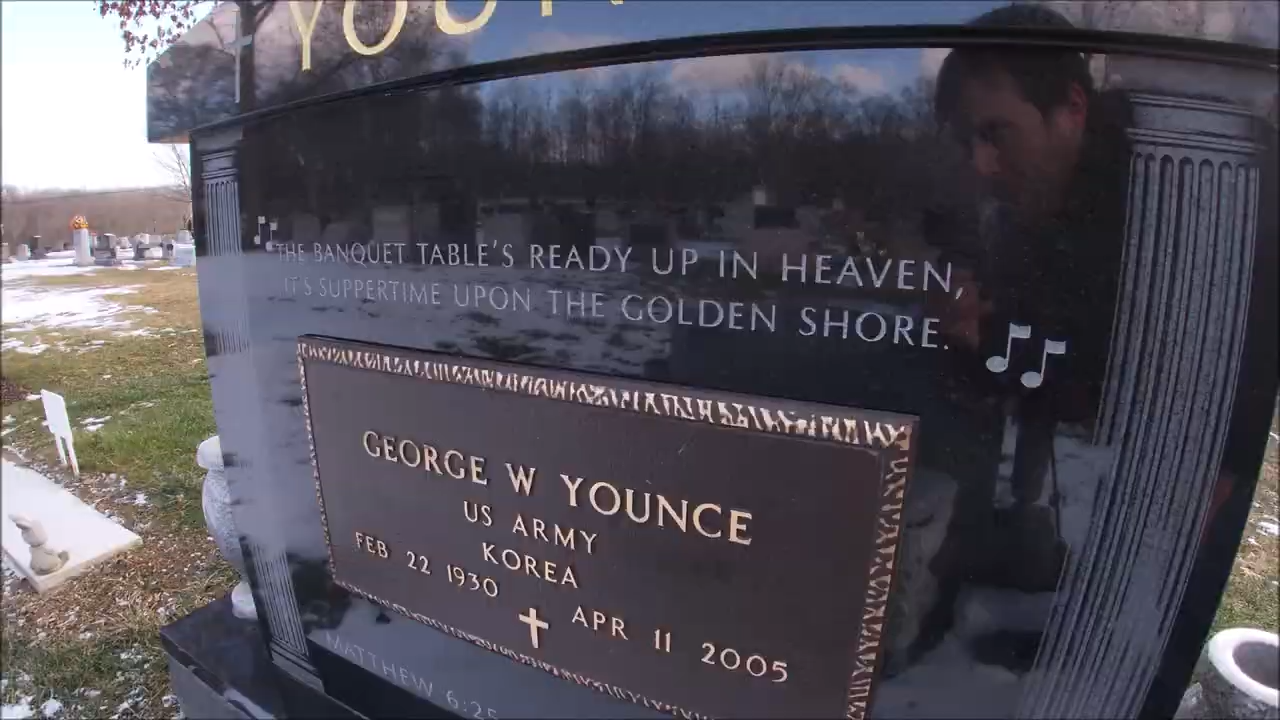 THE BANQUET TABLE'S READY UP IN HEAVEN,
IT'S SUPPERTIME UPON THE GOLDEN SHORE.
GEORGE W YOUNCE
US ARMY
KOREA
FEB 22 1930 APR 11 2005
MATTHEW 6:25